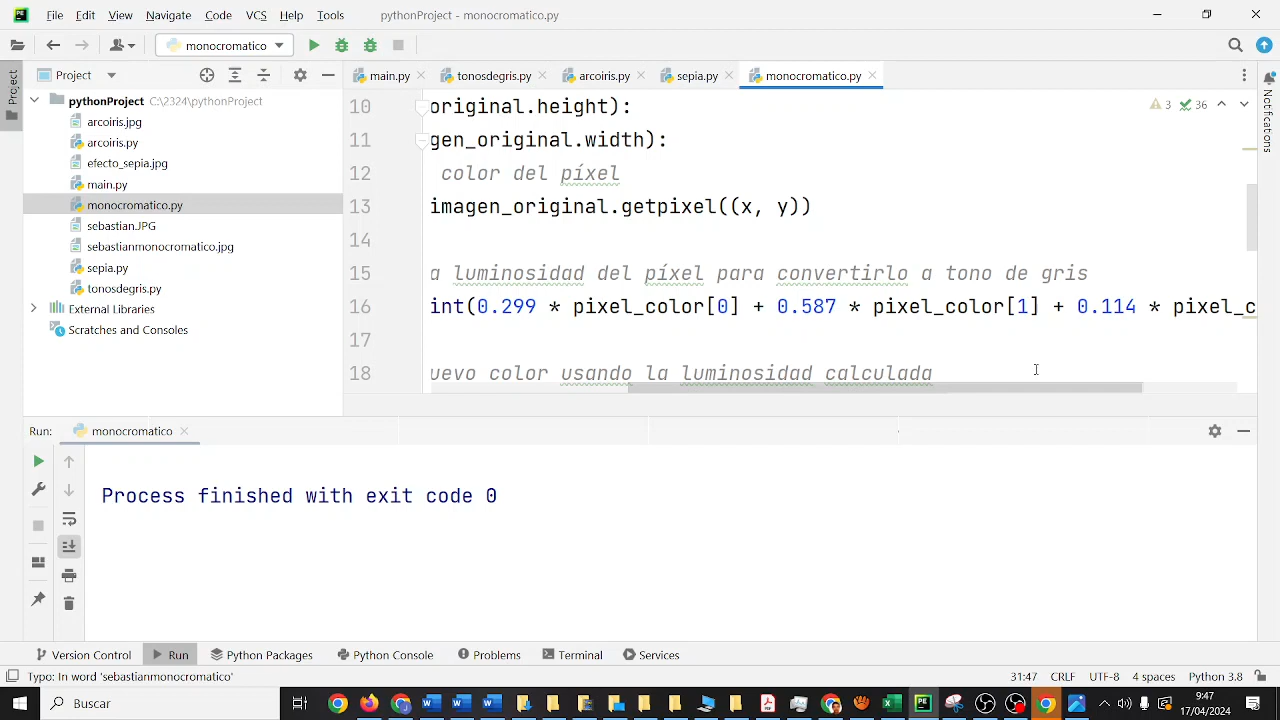 File Edit View Navigate Code VCS Help Tools pythonProject - monocromatico.py
monocromatico
Project
Project
main.py
tonosdegris.py
arcoiris.py
sepia.py
monocromatico.py
pythonProject C:\2324\pythonProject
arcoiris.jpg
arcoiris.py
efecto_sepia.jpg
main.py
monocromatico.py
sebastian.JPG
sebastianmonocromatico.jpg
sepia.py
tonosdegris.py
External Libraries
Scratches and Consoles
10 original.height):
11 gen_original.width):
12 color del píxel
13 imagen_original.getpixel((x, y))
14
15 a luminosidad del píxel para convertirlo a tono de gris
16 int(0.299 * pixel_color[0] + 0.587 * pixel_color[1] + 0.114 * pixel_c
17
18 uevo color usando la luminosidad calculada
3 36
Notifications
Run: monocromatico
Process finished with exit code 0
Version Control Run Python Packages Python Console Problems Terminal Services
Typo: In word 'sebastianmonocromatico' 31:47 CRLF UTF-8 4 spaces Python 3.8
Buscar
9:47
17/04/2024